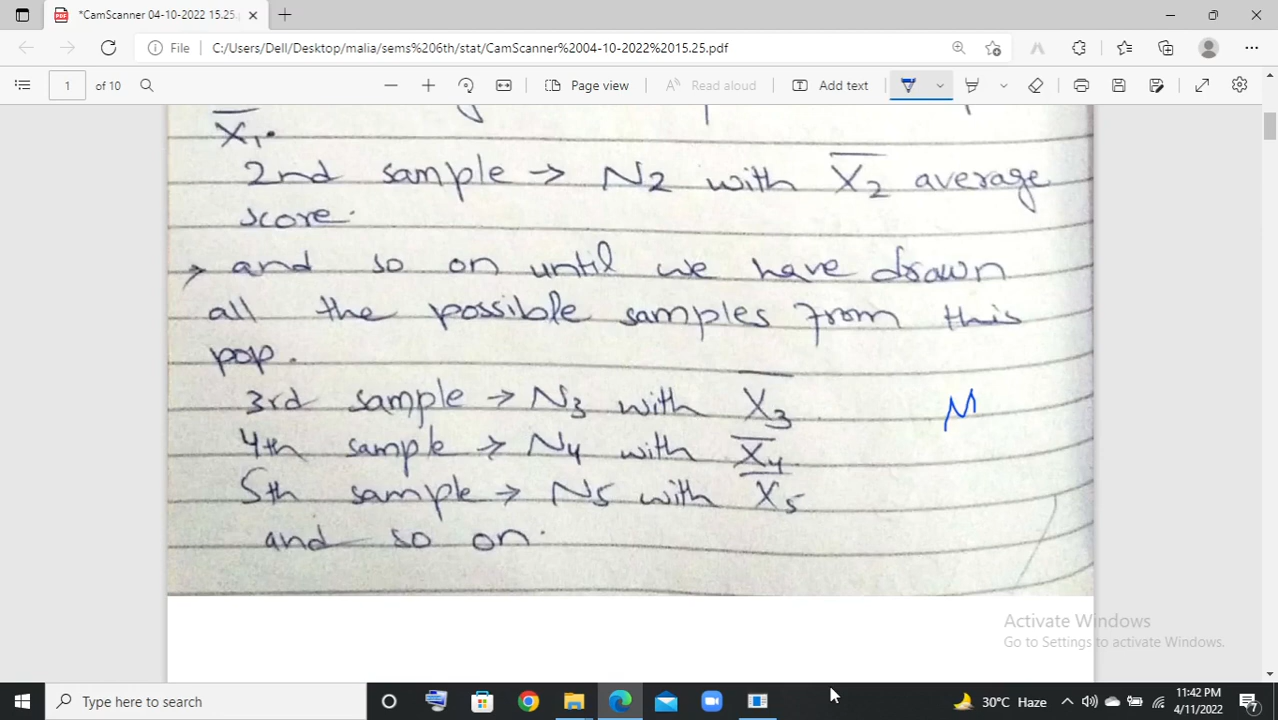 *CamScanner 04-10-2022 15.25.p
File C:/Users/Dell/Desktop/malia/sems%206th/stat/CamScanner%2004-10-2022%2015.25.pdf
1 of 10 Page view Read aloud Add text
X̅1.
2nd sample → N2 with X̅2 average
score.
→ and so on until we have drawn
all the possible samples from this
pop.
3rd sample → N3 with X̅3
4th sample → N4 with X̅4
5th sample → N5 with X̅5
and so on.
Activate Windows
Go to Settings to activate Windows.
Type here to search
30°C Haze
11:42 PM
4/11/2022
7